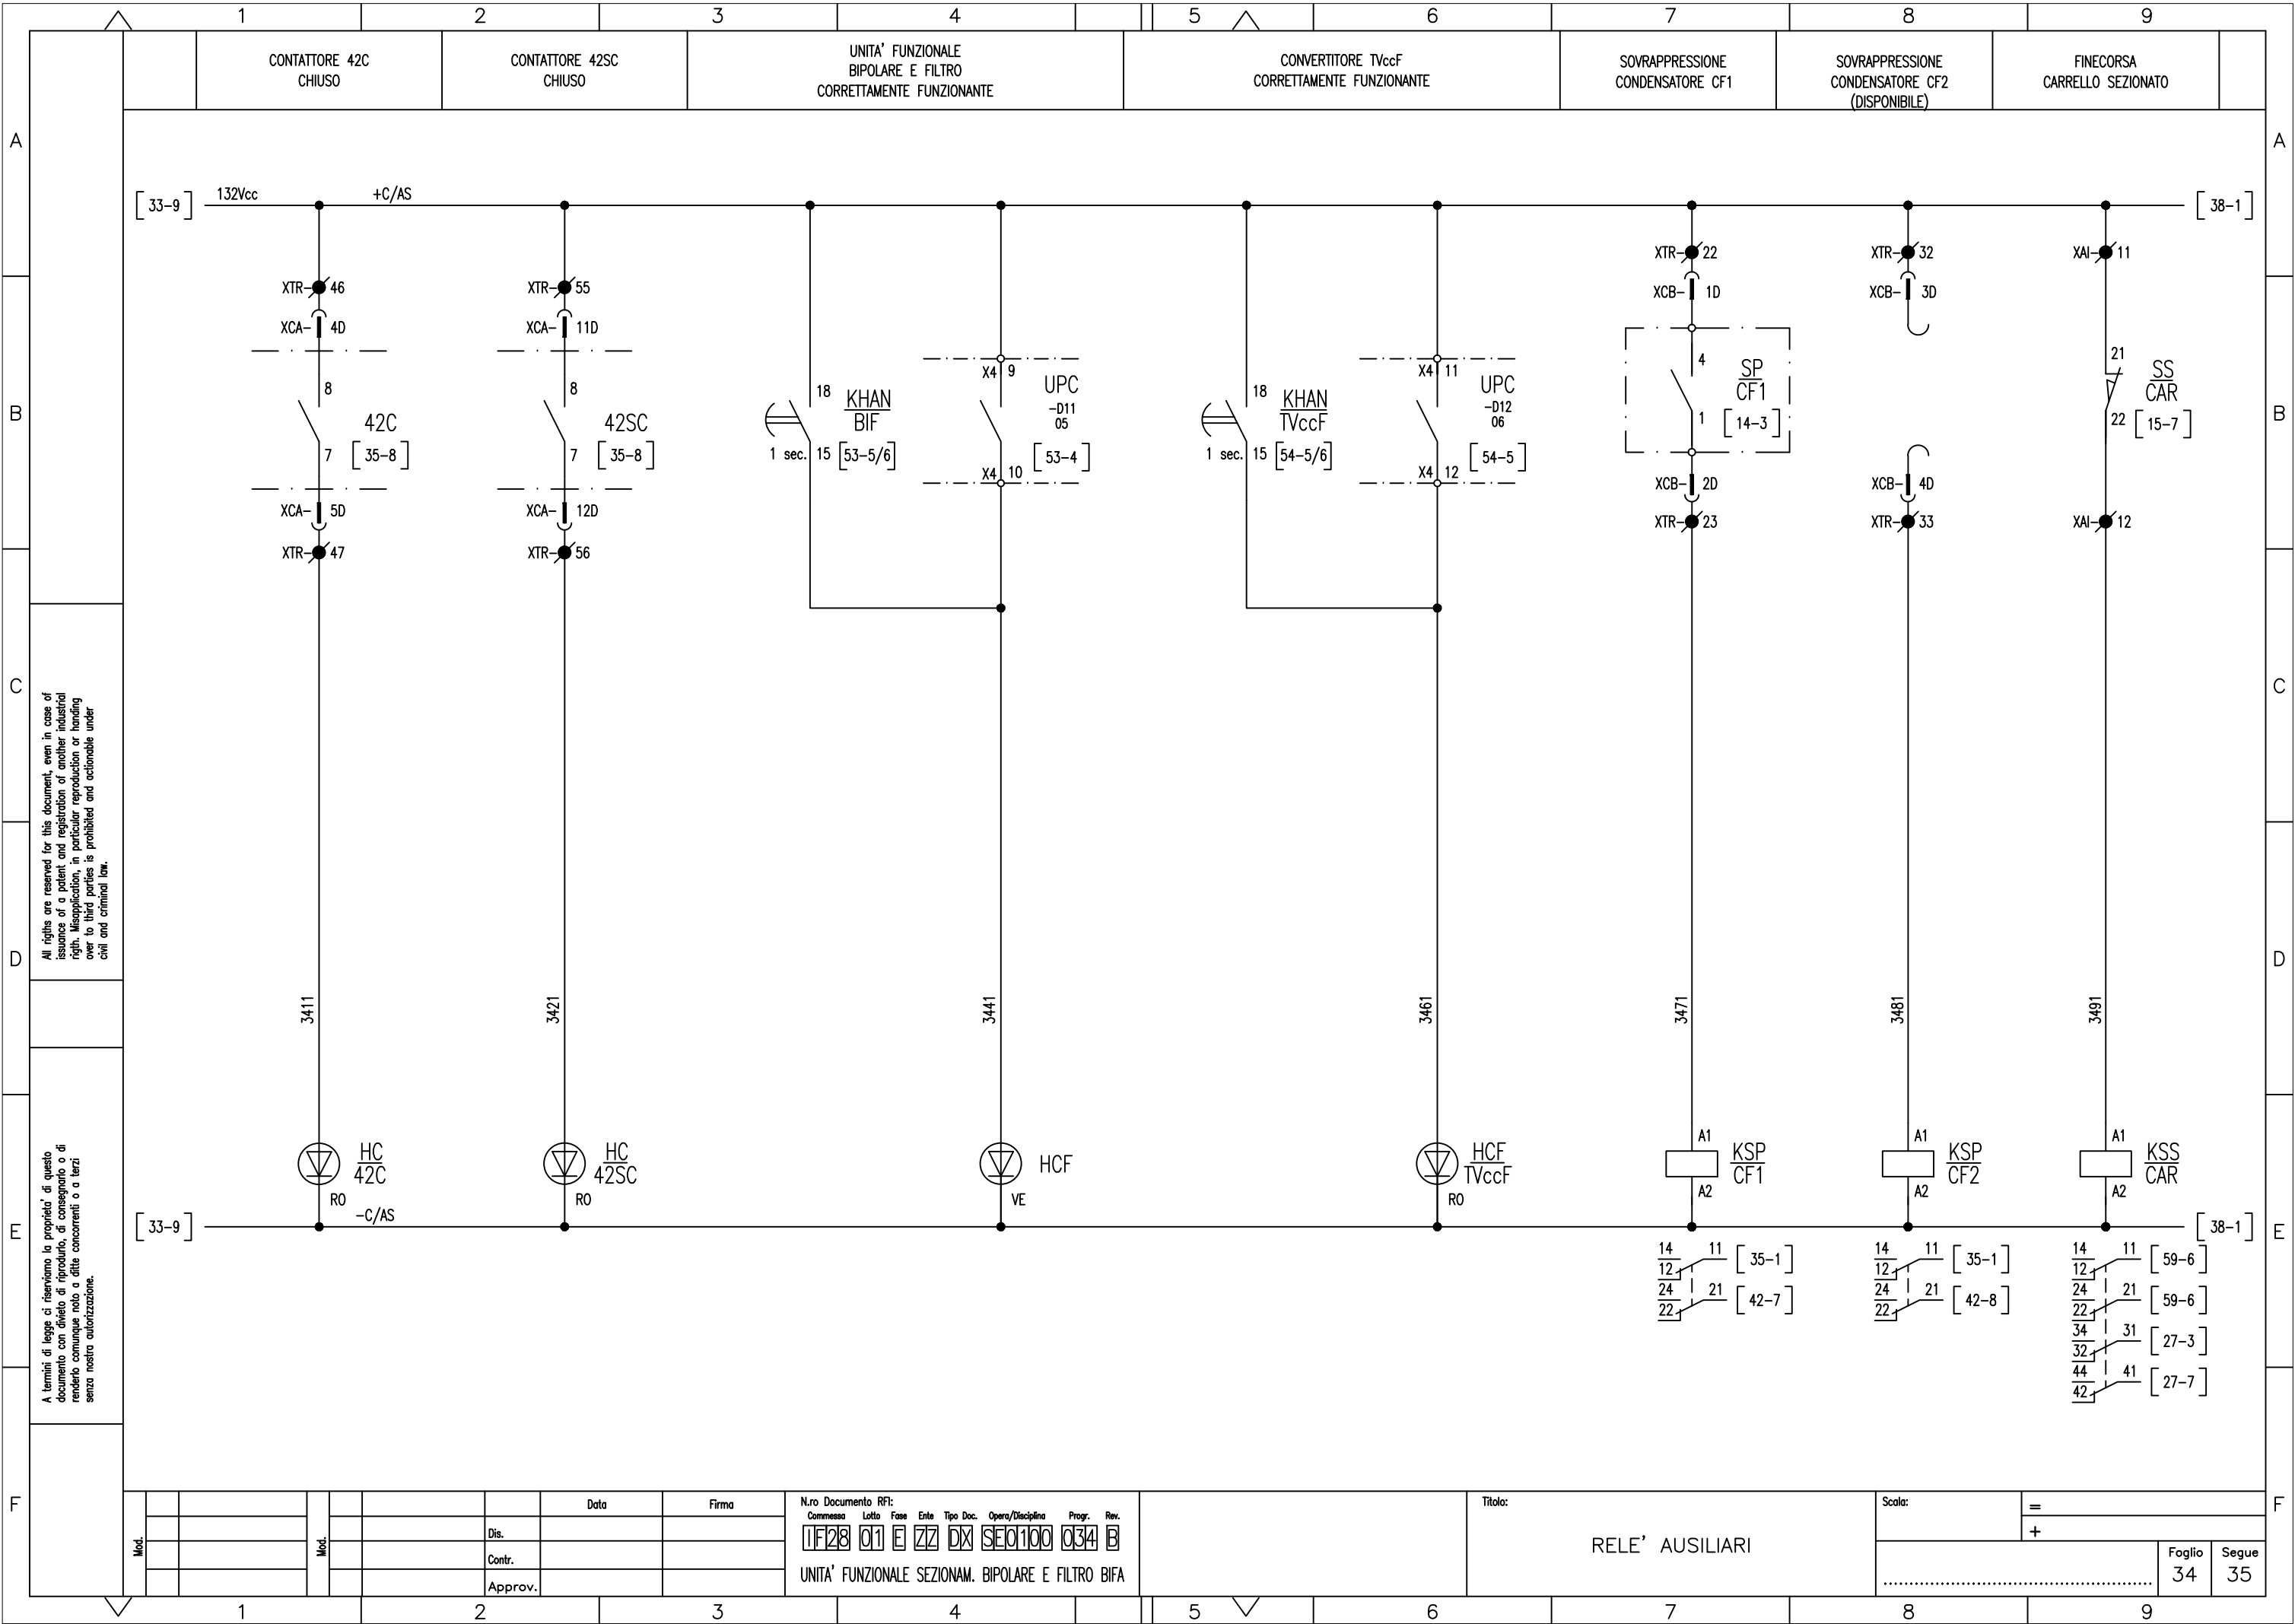 1 2 3 4 5 6 7 8 9
CONTATTORE 42C
CHIUSO
CONTATTORE 42SC
CHIUSO
UNITA' FUNZIONALE
BIPOLARE E FILTRO
CORRETTAMENTE FUNZIONANTE
CONVERTITORE TVccF
CORRETTAMENTE FUNZIONANTE
SOVRAPPRESSIONE
CONDENSATORE CF1
SOVRAPPRESSIONE
CONDENSATORE CF2
(DISPONIBILE)
FINECORSA
CARRELLO SEZIONATO
A A
B B
C C
D D
E E
F F
33-9 132Vcc +C/AS 38-1
XTR- 46
XCA- 4D
8
42C
7 35-8
XCA- 5D
XTR- 47
3411
HC
42C
RO
XTR- 55
XCA- 11D
8
42SC
7 35-8
XCA- 12D
XTR- 56
3421
HC
42SC
RO
18 KHAN
BIF
1 sec. 15 53-5/6
X4 9
UPC
-D11
05
53-4
X4 10
3441
HCF
VE
18 KHAN
TVccF
1 sec. 15 54-5/6
X4 11
UPC
-D12
06
54-5
X4 12
3461
HCF
TVccF
RO
XTR- 22
XCB- 1D
4 SP
CF1
1 14-3
XCB- 2D
XTR- 23
3471
A1
KSP
CF1
A2
XTR- 32
XCB- 3D
XCB- 4D
XTR- 33
3481
A1
KSP
CF2
A2
XAI- 11
21 SS
CAR
22 15-7
XAI- 12
3491
A1
KSS
CAR
A2
33-9 -C/AS 38-1
14 11 35-1
12
24 21 42-7
22
14 11 35-1
12
24 21 42-8
22
14 11 59-6
12
24 21 59-6
22
34 31 27-3
32
44 41 27-7
42
All rigths are reserved for this document, even in case of
issuance of a patent and registration of another industrial
rigth. Misapplication, in particular reproduction or handing
over to third parties is prohibited and actionable under
civil and criminal law.
A termini di legge ci riserviamo la proprieta' di questo
documento con divieto di riprodurlo, di consegnarlo o di
renderlo comunque noto a ditte concorrenti o a terzi
senza nostra autorizzazione.
Mod. Mod.
Data Firma
Dis.
Contr.
Approv.
N.ro Documento RFI:
Commessa Lotto Fase Ente Tipo Doc. Opera/Disciplina Progr. Rev.
IF28 01 E ZZ DX SE0100 034 B
UNITA' FUNZIONALE SEZIONAM. BIPOLARE E FILTRO BIFA
Titolo:
RELE' AUSILIARI
Scala:
=
+
Foglio
34
Segue
35
1 2 3 4 5 6 7 8 9